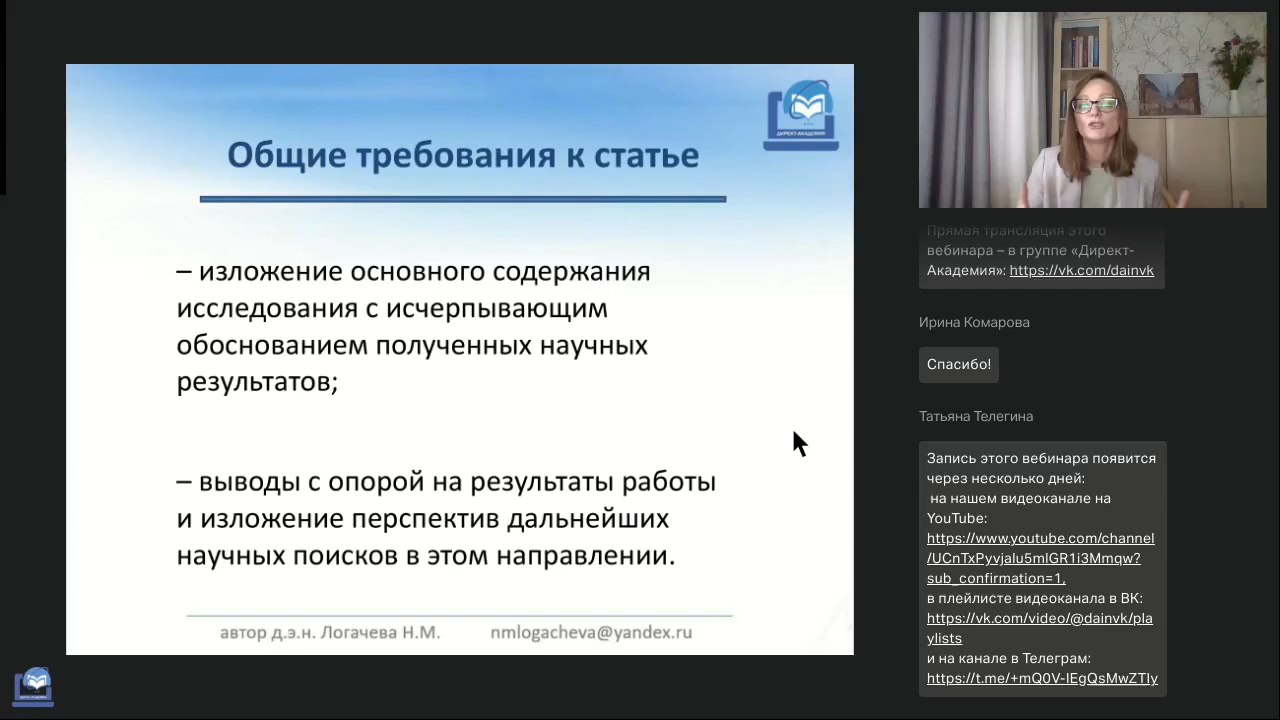 ДИРЕКТ-АКАДЕМИЯ
Общие требования к статье
– изложение основного содержания
исследования с исчерпывающим
обоснованием полученных научных
результатов;
– выводы с опорой на результаты работы
и изложение перспектив дальнейших
научных поисков в этом направлении.
автор д.э.н. Логачева Н.М. nmlogacheva@yandex.ru
Прямая трансляция этого
вебинара – в группе «Директ-
Академия»: https://vk.com/dainvk
Ирина Комарова
Спасибо!
Татьяна Телегина
Запись этого вебинара появится
через несколько дней:
на нашем видеоканале на
YouTube:
https://www.youtube.com/channel
/UCnTxPyvjalu5mlGR1i3Mmqw?
sub_confirmation=1,
в плейлисте видеоканала в ВК:
https://vk.com/video/@dainvk/pla
ylists
и на канале в Телеграм:
https://t.me/+mQ0V-lEgQsMwZTly